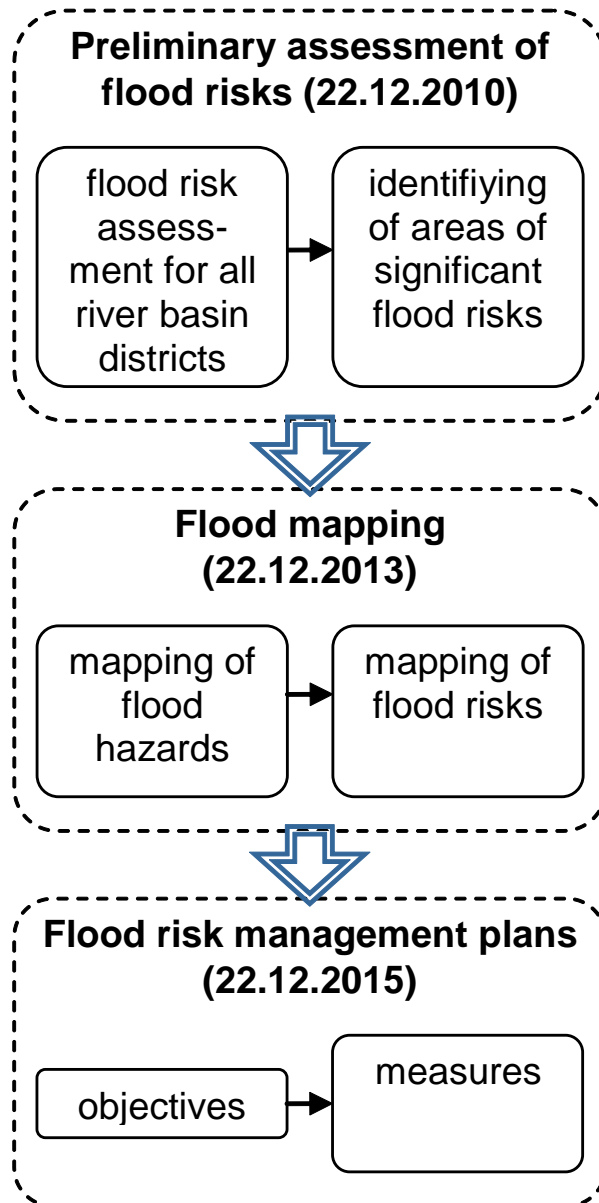 Preliminary assessment of
flood risks (22.12.2010)
flood risk
assess-
ment for all
river basin
districts
identifiying
of areas of
significant
flood risks
Flood mapping
(22.12.2013)
mapping of
flood
hazards
mapping of
flood risks
Flood risk management plans
(22.12.2015)
objectives
measures